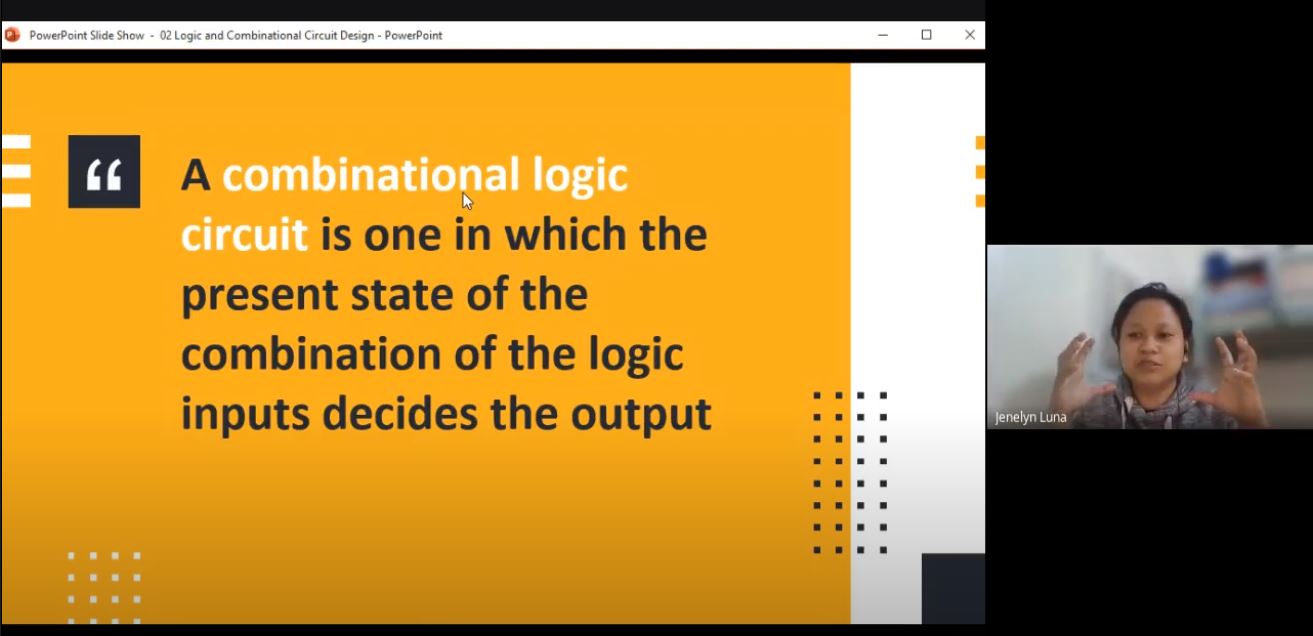 PowerPoint Slide Show - 02 Logic and Combinational Circuit Design - PowerPoint
“
A combinational logic
circuit is one in which the
present state of the
combination of the logic
inputs decides the output
Jenelyn Luna